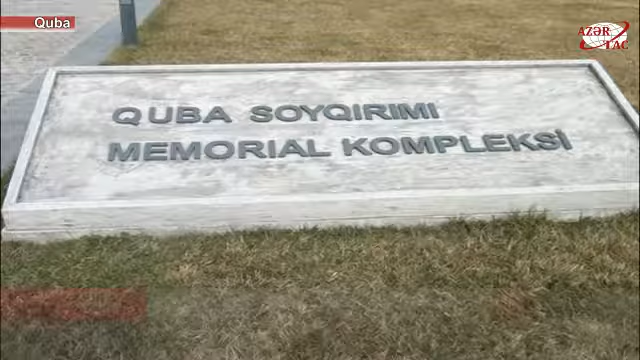 Quba
AZƏR
TAC
QUBA SOYQIRIMI
MEMORIAL KOMPLEKSİ